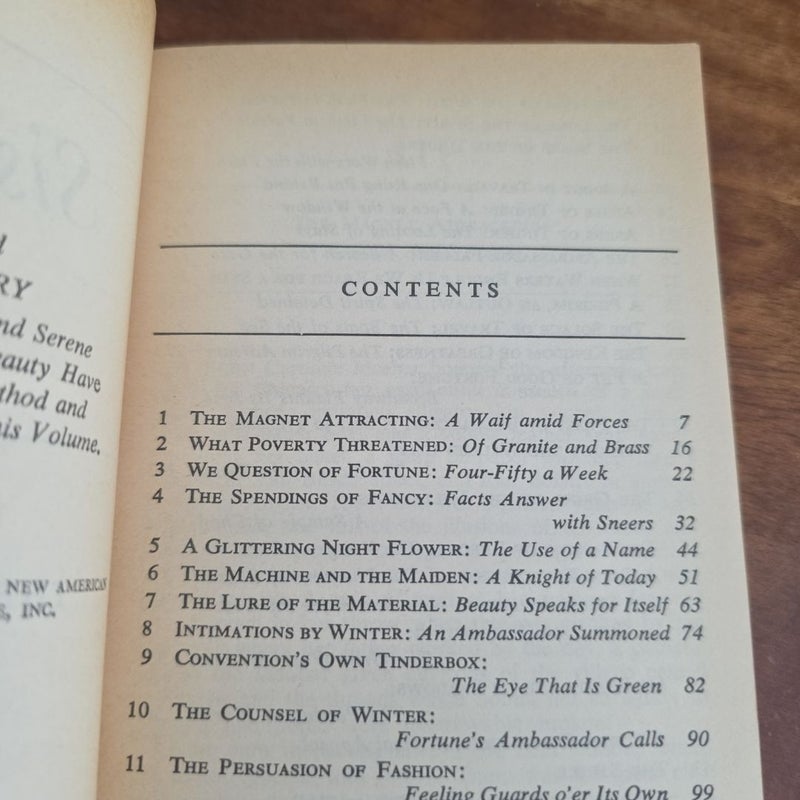 RY
nd Serene
eauty Have
thod and
is Volume.
NEW AMERICAN
S, INC.
CONTENTS
1 THE MAGNET ATTRACTING: A Waif amid Forces 7
2 WHAT POVERTY THREATENED: Of Granite and Brass 16
3 WE QUESTION OF FORTUNE: Four-Fifty a Week 22
4 THE SPENDINGS OF FANCY: Facts Answer
with Sneers 32
5 A GLITTERING NIGHT FLOWER: The Use of a Name 44
6 THE MACHINE AND THE MAIDEN: A Knight of Today 51
7 THE LURE OF THE MATERIAL: Beauty Speaks for Itself 63
8 INTIMATIONS BY WINTER: An Ambassador Summoned 74
9 CONVENTION'S OWN TINDERBOX:
The Eye That Is Green 82
10 THE COUNSEL OF WINTER:
Fortune's Ambassador Calls 90
11 THE PERSUASION OF FASHION:
Feeling Guards o'er Its Own 99